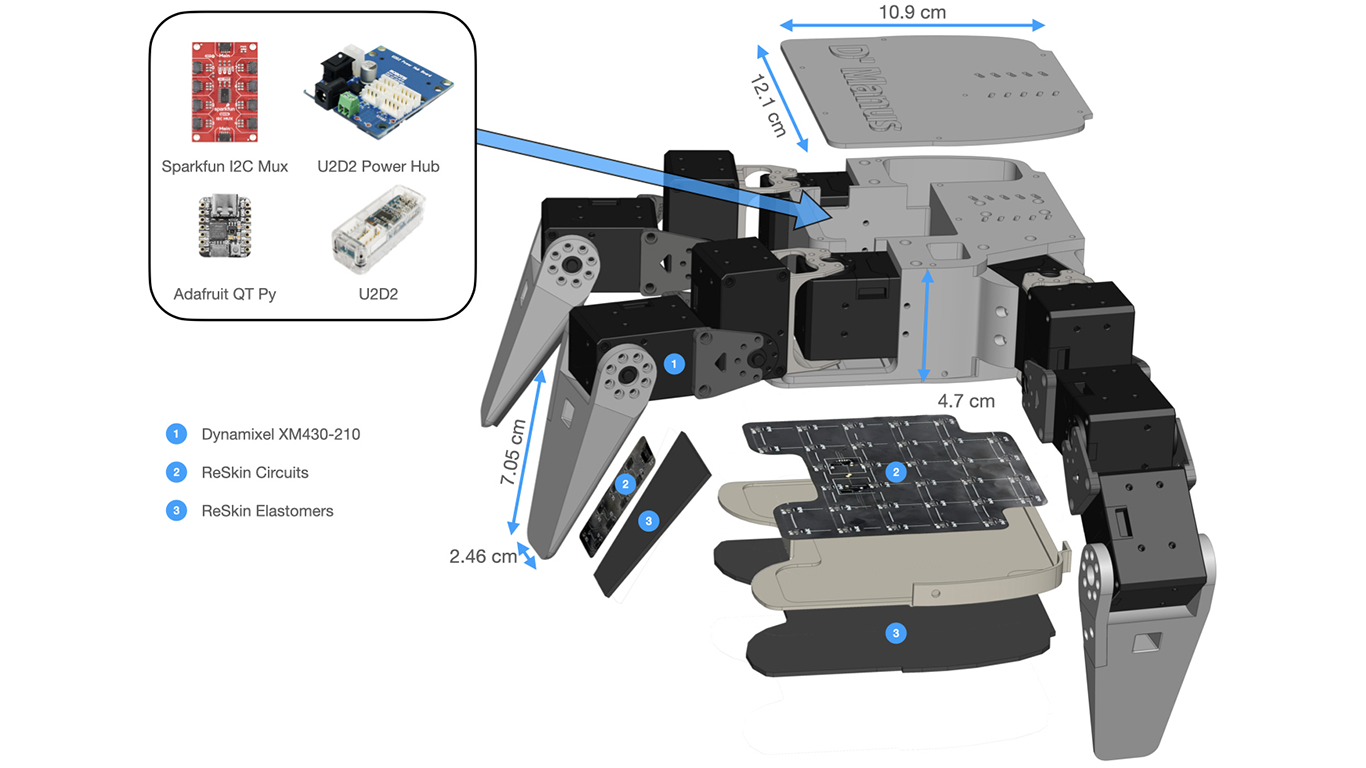 10.9 cm
12.1 cm
D'Manus
Sparkfun I2C Mux
U2D2 Power Hub
Adafruit QT Py
U2D2
1
4.7 cm
1 Dynamixel XM430-210
2 ReSkin Circuits
3 ReSkin Elastomers
7.05 cm
2
2
3
2.46 cm
3